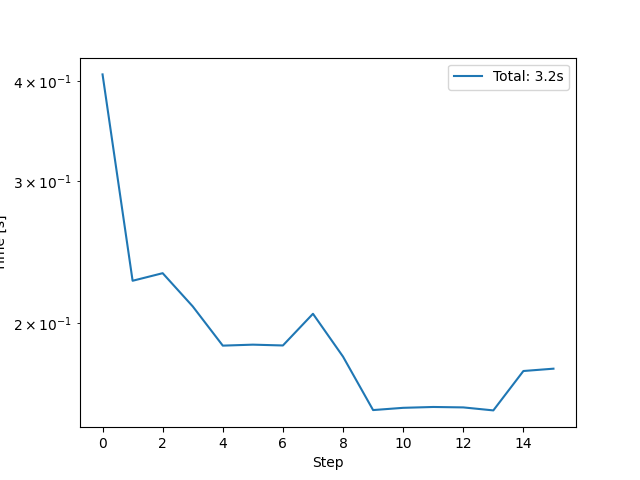 Total: 3.2s
4 × 10⁻¹
3 × 10⁻¹
2 × 10⁻¹
[s]
0 2 4 6 8 10 12 14
Step